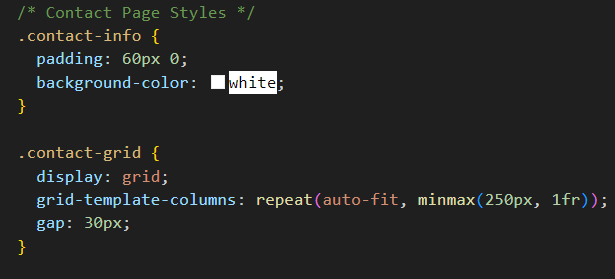 /* Contact Page Styles */
.contact-info {
  padding: 60px 0;
  background-color: white;
}

.contact-grid {
  display: grid;
  grid-template-columns: repeat(auto-fit, minmax(250px, 1fr));
  gap: 30px;
}